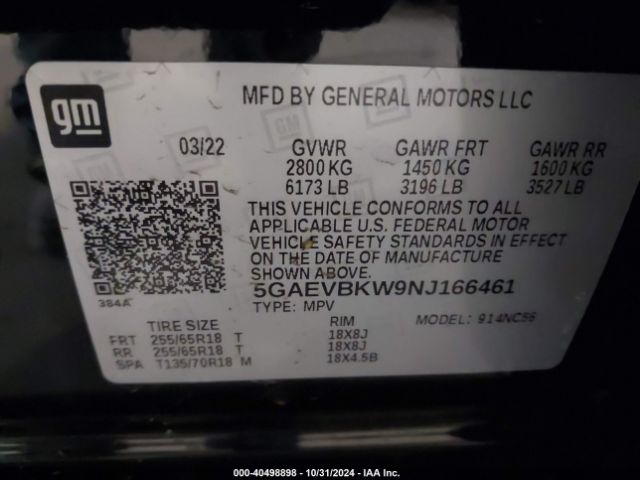 gm
MFD BY GENERAL MOTORS LLC
03/22 GVWR GAWR FRT GAWR RR
2800 KG 1450 KG 1600 KG
6173 LB 3196 LB 3527 LB
THIS VEHICLE CONFORMS TO ALL
APPLICABLE U.S. FEDERAL MOTOR
VEHICLE SAFETY STANDARDS IN EFFECT
ON THE DATE OF MANUFACTURE
SHOWN ABOVE.
384A
5GAEVBKW9NJ166461
TYPE: MPV
TIRE SIZE RIM MODEL: 914NC56
FRT 255/65R18 T 18X8J
RR 255/65R18 T 18X8J
SPA T135/70R18 M 18X4.5B
000-40498898 - 10/31/2024 - IAA Inc.